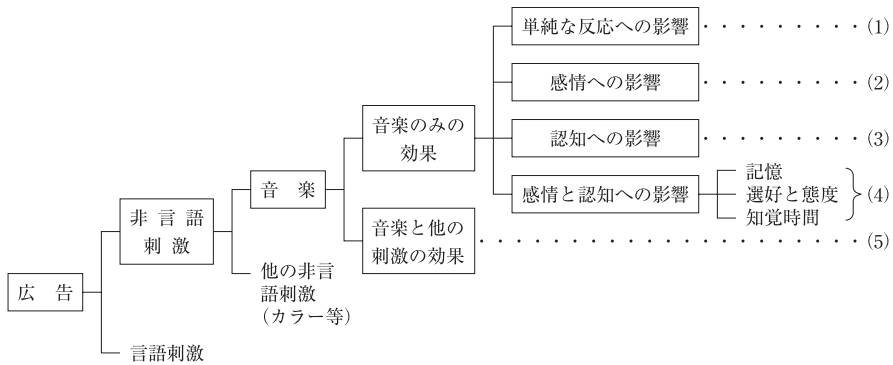 単純な反応への影響 ・・・・・・・・・ (1)
感情への影響 ・・・・・・・・・ (2)
音楽のみの
効果
認知への影響 ・・・・・・・・・ (3)
感情と認知への影響
記憶
選好と態度
知覚時間
(4)
音　楽
非 言 語
刺 激
音楽と他の
刺激の効果 ・・・・・・・・・・・・・・・・・・・・ (5)
他の非言
語刺激
（カラー等）
広　告
言語刺激